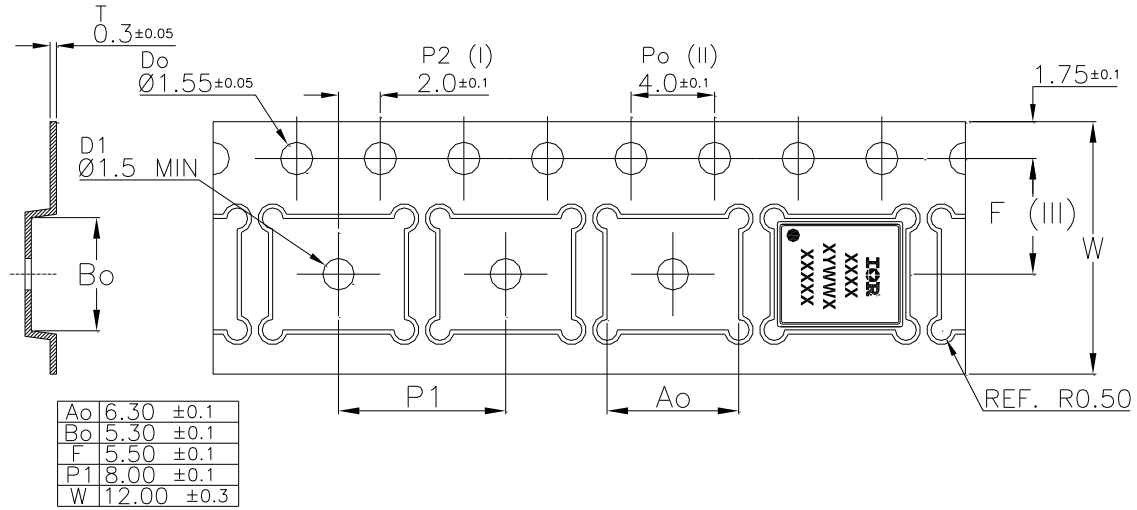 T
0.3±0.05
Do
Ø1.55±0.05
P2 (I)
2.0±0.1
Po (II)
4.0±0.1
1.75±0.1
D1
Ø1.5 MIN
F (III)
W
Bo
IOR
XXXX
XYWWX
XXXXX
P1
Ao
REF. R0.50
Ao 6.30 ±0.1
Bo 5.30 ±0.1
F 5.50 ±0.1
P1 8.00 ±0.1
W 12.00 ±0.3